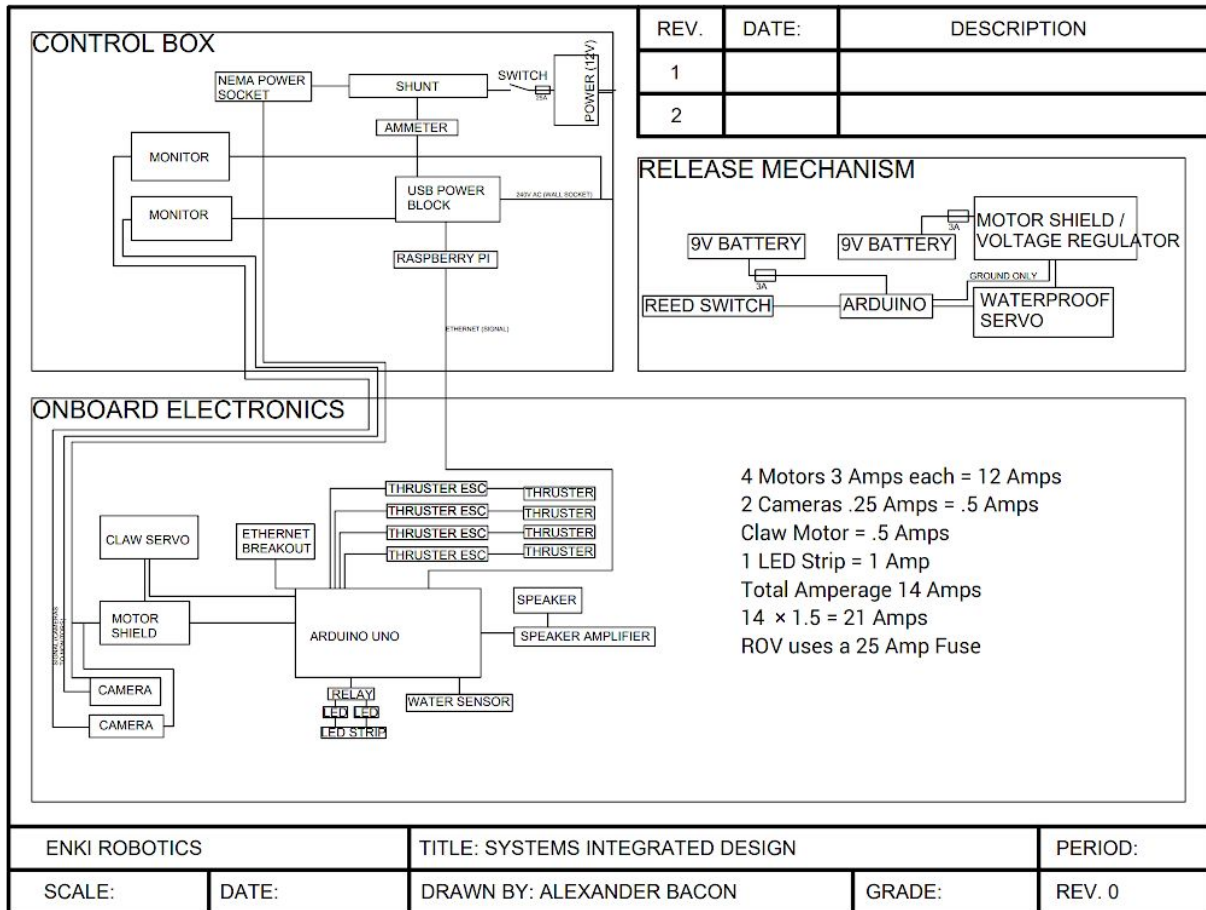 CONTROL BOX
NEMA POWER
SOCKET
SHUNT
SWITCH
25A
POWER (12V)
AMMETER
MONITOR
MONITOR
USB POWER
BLOCK
240V AC (WALL SOCKET)
RASPBERRY PI
ETHERNET (SIGNAL)
REV.
DATE:
DESCRIPTION
1
2
RELEASE MECHANISM
9V BATTERY
9V BATTERY
3A
MOTOR SHIELD /
VOLTAGE REGULATOR
3A
GROUND ONLY
REED SWITCH
ARDUINO
WATERPROOF
SERVO
ONBOARD ELECTRONICS
THRUSTER ESC
THRUSTER
THRUSTER ESC
THRUSTER
THRUSTER ESC
THRUSTER
THRUSTER ESC
THRUSTER
CLAW SERVO
ETHERNET
BREAKOUT
MOTOR
SHIELD
ARDUINO UNO
SPEAKER
SPEAKER AMPLIFIER
SIGNAL (CAMERAS
TO MONITORS)
CAMERA
CAMERA
RELAY
LED
LED
LED STRIP
WATER SENSOR
4 Motors 3 Amps each = 12 Amps
2 Cameras .25 Amps = .5 Amps
Claw Motor = .5 Amps
1 LED Strip = 1 Amp
Total Amperage 14 Amps
14 × 1.5 = 21 Amps
ROV uses a 25 Amp Fuse
ENKI ROBOTICS
TITLE: SYSTEMS INTEGRATED DESIGN
PERIOD:
SCALE:
DATE:
DRAWN BY: ALEXANDER BACON
GRADE:
REV. 0